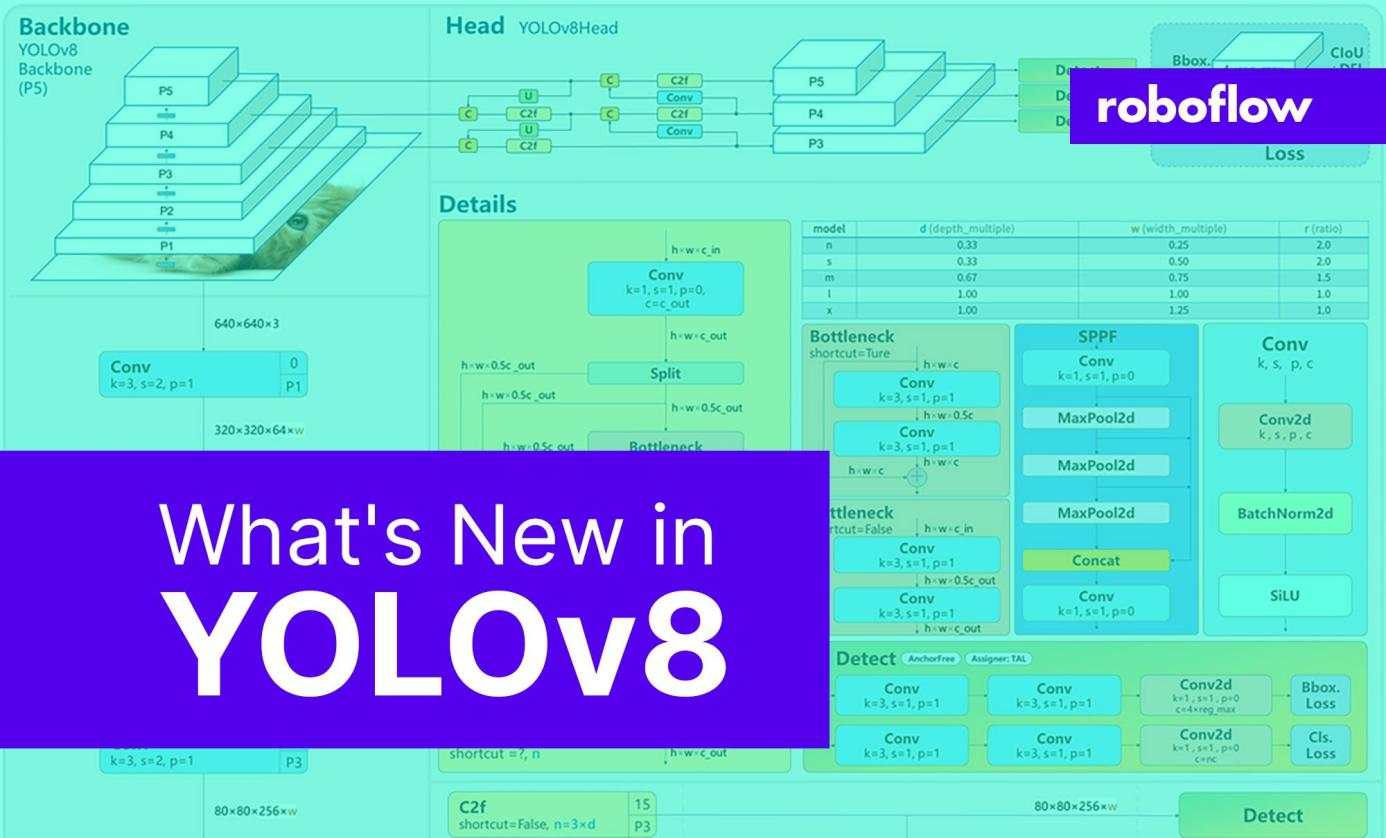 Backbone
YOLOv8
Backbone
(P5)
P5
P4
P3
P2
P1
640×640×3
Conv
k=3, s=2, p=1
0
P1
320×320×64×w
Head YOLOv8Head
C
C2f
U
Conv
C
C2f
C
C2f
U
Conv
C
C2f
P5
P4
P3
Bbox.
CIoU
Loss
roboflow
Details
h×w×c_in
Conv
k=1, s=1, p=0,
c=c_out
h×w×c_out
h×w×0.5c_out
Split
h×w×0.5c_out
h×w×0.5c_out
h×w×0.5c_out
Bottleneck
model d (depth_multiple) w (width_multiple) r (ratio)
n 0.33 0.25 2.0
s 0.33 0.50 2.0
m 0.67 0.75 1.5
l 1.00 1.00 1.0
x 1.00 1.25 1.0
Bottleneck
shortcut=Ture
h×w×c
Conv
k=3, s=1, p=1
h×w×0.5c
Conv
k=3, s=1, p=1
h×w×c
h×w×c
ttleneck
rtcut=False
h×w×c_in
Conv
k=3, s=1, p=1
h×w×0.5c_out
Conv
k=3, s=1, p=1
h×w×c_out
SPPF
Conv
k=1, s=1, p=0
MaxPool2d
MaxPool2d
MaxPool2d
Concat
Conv
k=1, s=1, p=0
Conv
k, s, p, c
Conv2d
k, s, p, c
BatchNorm2d
SiLU
What's New in
YOLOv8
Detect AnchorFree Assigner: TAL
Conv
k=3, s=1, p=1
Conv
k=3, s=1, p=1
Conv2d
k=1, s=1, p=0
c=4×reg_max
Bbox.
Loss
Conv
k=3, s=1, p=1
Conv
k=3, s=1, p=1
Conv2d
k=1, s=1, p=0
c=nc
Cls.
Loss
k=3, s=2, p=1
P3
shortcut =?, n
h×w×c_out
80×80×256×w
C2f
shortcut=False, n=3×d
15
P3
80×80×256×w
Detect